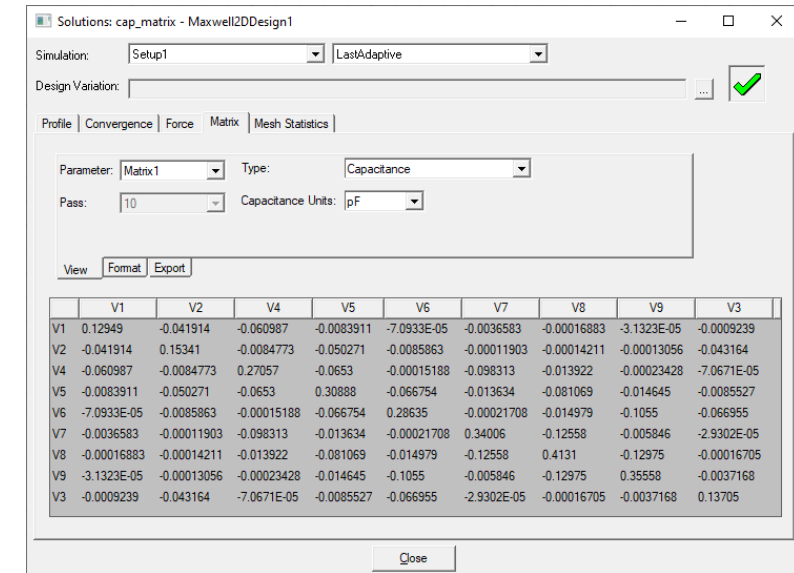 Solutions: cap_matrix - Maxwell2DDesign1
Simulation: Setup1 LastAdaptive
Design Variation: ...
Profile Convergence Force Matrix Mesh Statistics
Parameter: Matrix1 Type: Capacitance
Pass: 10 Capacitance Units: pF
View Format Export
V1 V2 V4 V5 V6 V7 V8 V9 V3
V1 0.12949 -0.041914 -0.060987 -0.0083911 -7.0933E-05 -0.0036583 -0.00016883 -3.1323E-05 -0.0009239
V2 -0.041914 0.15341 -0.0084773 -0.050271 -0.0085863 -0.00011903 -0.00014211 -0.00013056 -0.043164
V4 -0.060987 -0.0084773 0.27057 -0.0653 -0.00015188 -0.098313 -0.013922 -0.00023428 -7.0671E-05
V5 -0.0083911 -0.050271 -0.0653 0.30888 -0.066754 -0.013634 -0.081069 -0.014645 -0.0085527
V6 -7.0933E-05 -0.0085863 -0.00015188 -0.066754 0.28635 -0.00021708 -0.014979 -0.1055 -0.066955
V7 -0.0036583 -0.00011903 -0.098313 -0.013634 -0.00021708 0.34006 -0.12558 -0.005846 -2.9302E-05
V8 -0.00016883 -0.00014211 -0.013922 -0.081069 -0.014979 -0.12558 0.4131 -0.12975 -0.00016705
V9 -3.1323E-05 -0.00013056 -0.00023428 -0.014645 -0.1055 -0.005846 -0.12975 0.35558 -0.0037168
V3 -0.0009239 -0.043164 -7.0671E-05 -0.0085527 -0.066955 -2.9302E-05 -0.00016705 -0.0037168 0.13705
Close